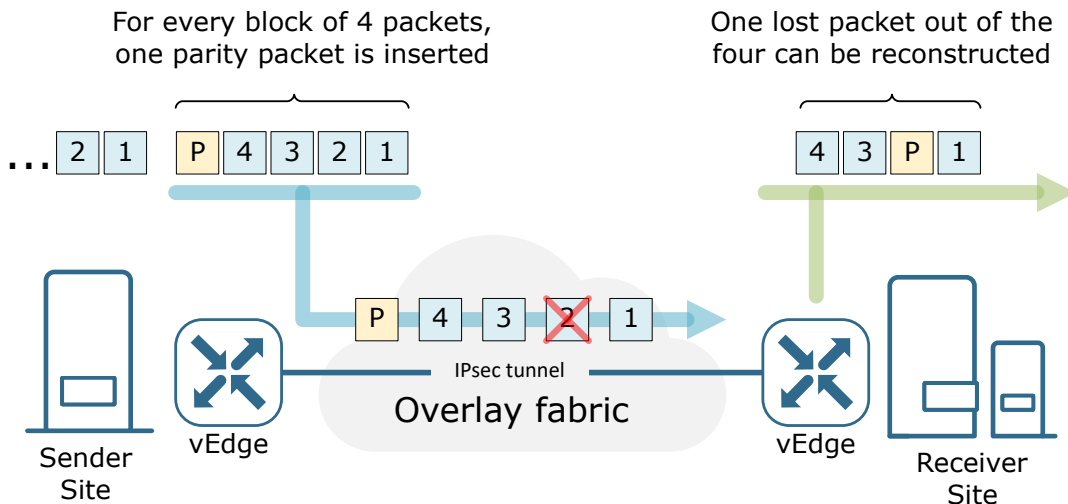 For every block of 4 packets,
one parity packet is inserted
One lost packet out of the
four can be reconstructed
... 2 1 P 4 3 2 1
4 3 P 1
P 4 3 2 1
IPsec tunnel
Overlay fabric
vEdge
vEdge
Sender
Site
Receiver
Site